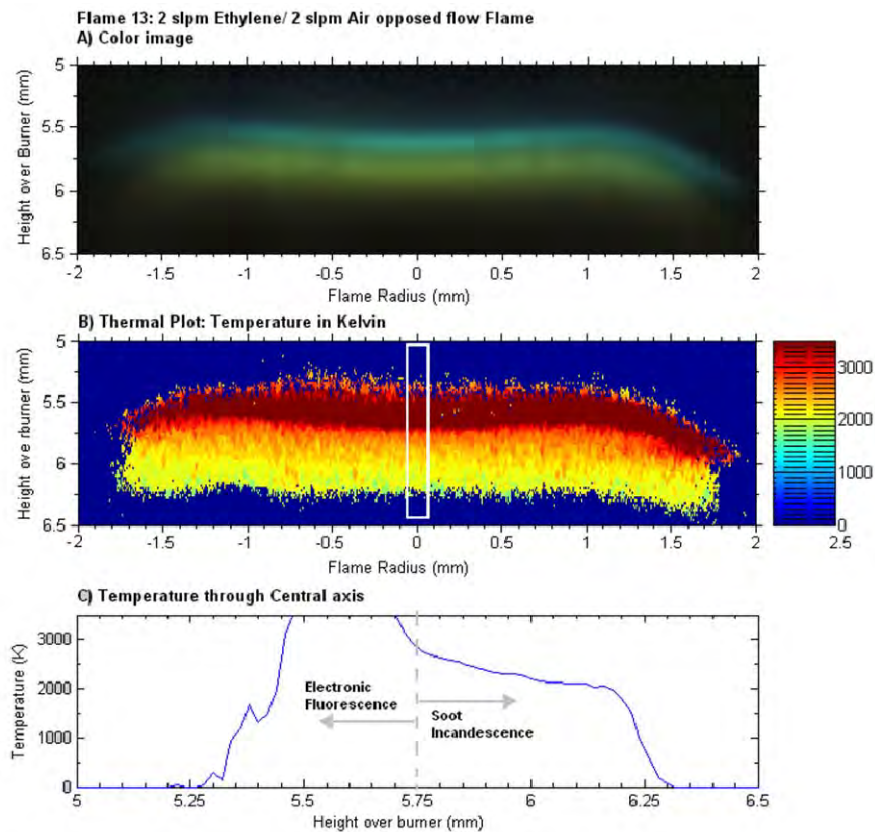 Flame 13: 2 slpm Ethylene/ 2 slpm Air opposed flow Flame
A) Color image
5
5.5
6
6.5
Height over Burner (mm)
-2 -1.5 -1 -0.5 0 0.5 1 1.5 2
Flame Radius (mm)
B) Thermal Plot: Temperature in Kelvin
5
5.5
6
6.5
Height ove rburner (mm)
-2 -1.5 -1 -0.5 0 0.5 1 1.5 2
Flame Radius (mm)
3000
2000
1000
0
2.5
C) Temperature through Central axis
3000
2000
1000
0
Temperature (K)
Electronic
Fluorescence
Soot
Incandescence
5 5.25 5.5 5.75 6 6.25 6.5
Height over burner (mm)